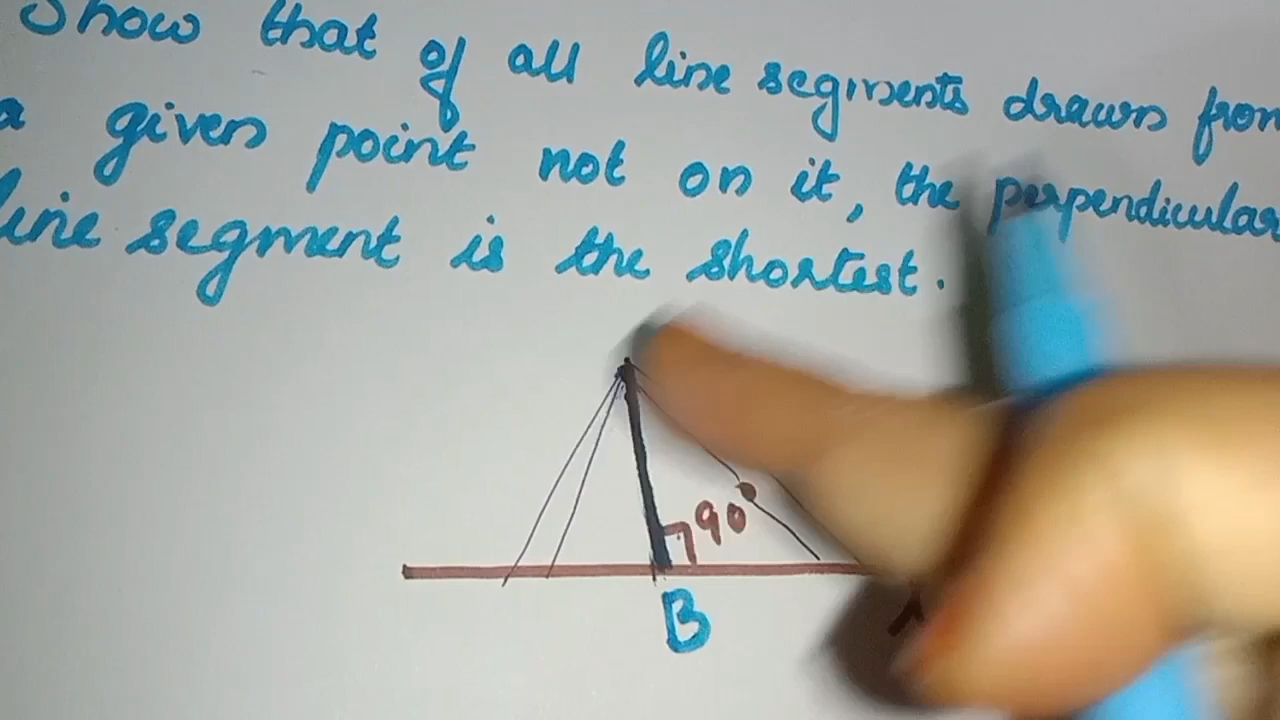 Show that of all line segments drawn from
a given point not on it, the perpendicular
line segment is the shortest.
90°
B